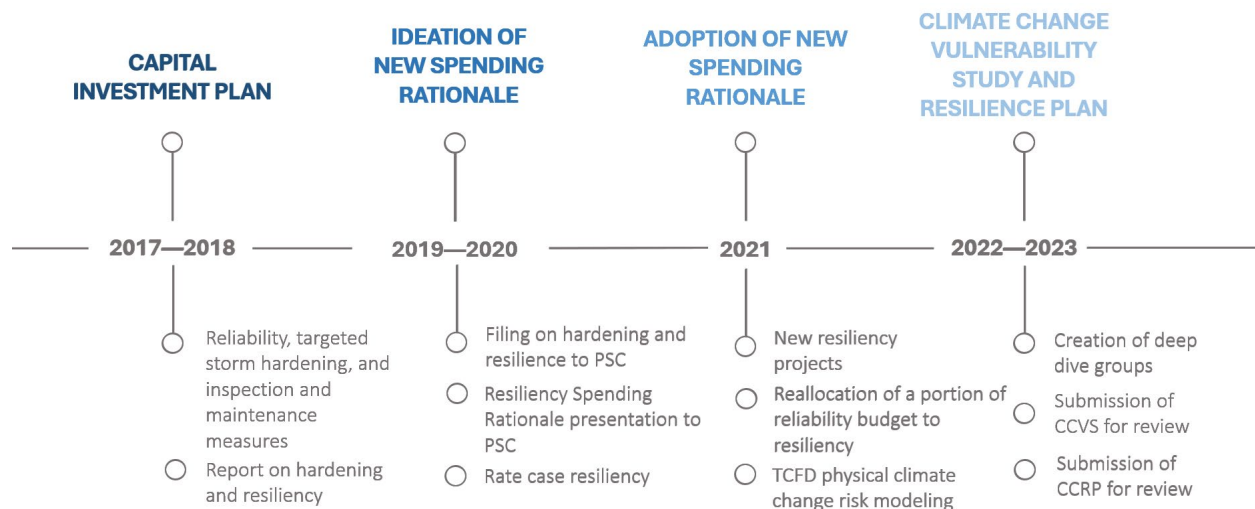 CAPITAL
INVESTMENT PLAN
IDEATION OF
NEW SPENDING
RATIONALE
ADOPTION OF NEW
SPENDING
RATIONALE
CLIMATE CHANGE
VULNERABILITY
STUDY AND
RESILIENCE PLAN
2017—2018
2019—2020
2021
2022—2023
Reliability, targeted
storm hardening, and
inspection and
maintenance
measures
Report on hardening
and resiliency
Filing on hardening and
resilience to PSC
Resiliency Spending
Rationale presentation to
PSC
Rate case resiliency
New resiliency
projects
Reallocation of a portion of
reliability budget to
resiliency
TCFD physical climate
change risk modeling
Creation of deep
dive groups
Submission of
CCVS for review
Submission of
CCRP for review